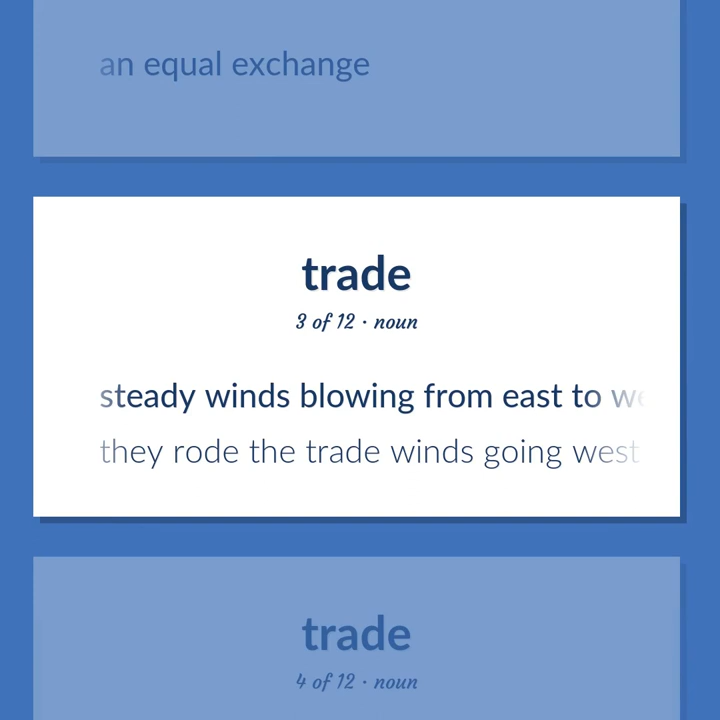 an equal exchange
trade
3 of 12 · noun
steady winds blowing from east to we
they rode the trade winds going west
trade
4 of 12 · noun